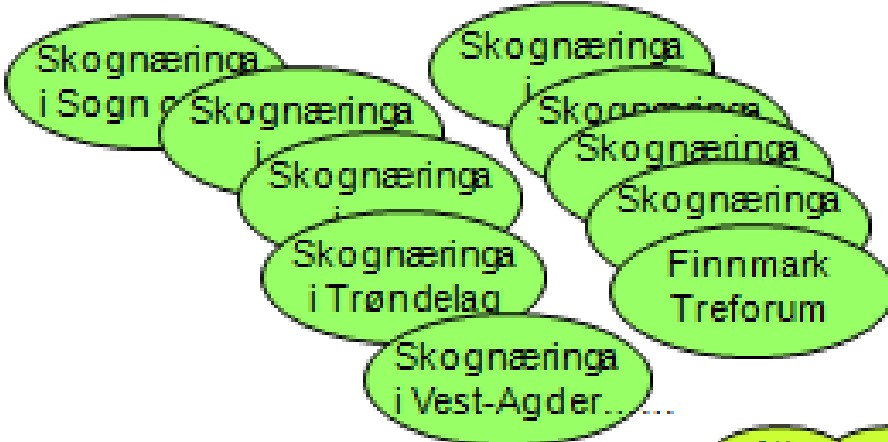 Skognæringa
i Sogn
Skognæringa
i
Skognæringa
Skognæringa
i Trøndelag
Skognæringa
i Vest-Agder......
Skognæringa
i
Skognæringa
Skognæringa
Skognæringa
Finnmark
Treforum